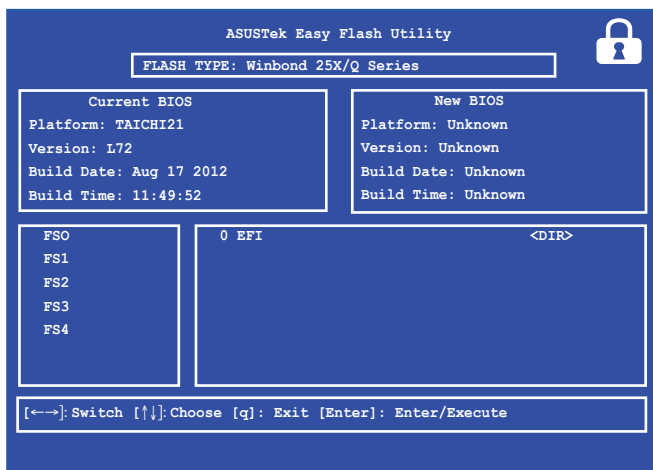 ASUSTek Easy Flash Utility
FLASH TYPE: Winbond 25X/Q Series
Current BIOS
Platform: TAICHI21
Version: L72
Build Date: Aug 17 2012
Build Time: 11:49:52
New BIOS
Platform: Unknown
Version: Unknown
Build Date: Unknown
Build Time: Unknown
FSO
FS1
FS2
FS3
FS4
0 EFI <DIR>
[←→]: Switch [↑↓]: Choose [q]: Exit [Enter]: Enter/Execute